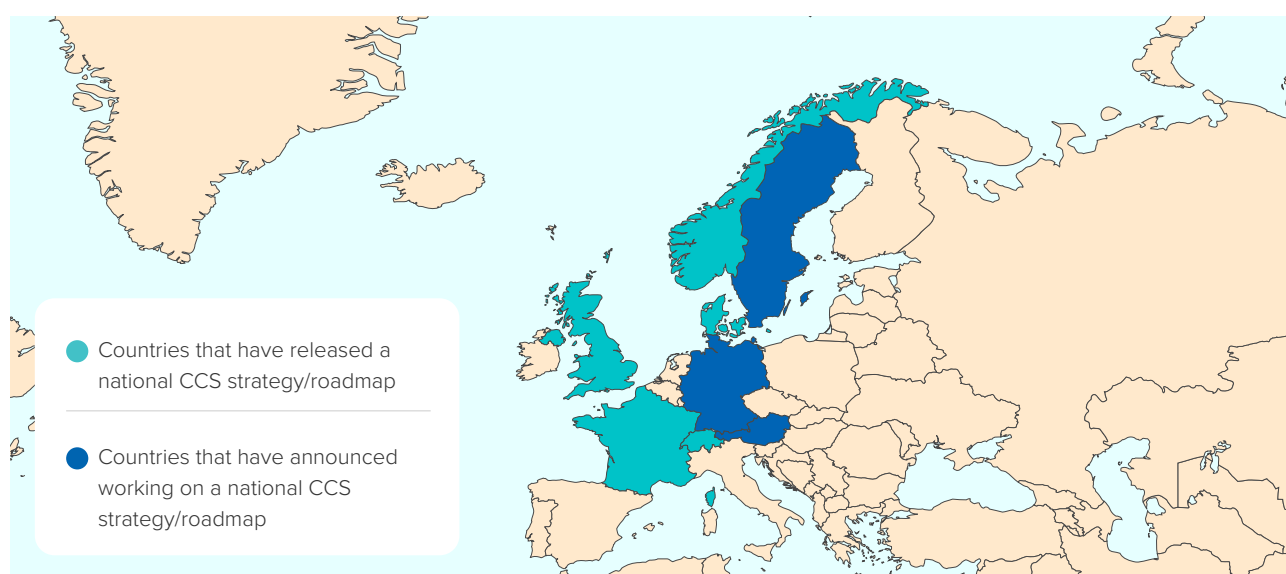 Countries that have released a
national CCS strategy/roadmap
Countries that have announced
working on a national CCS
strategy/roadmap